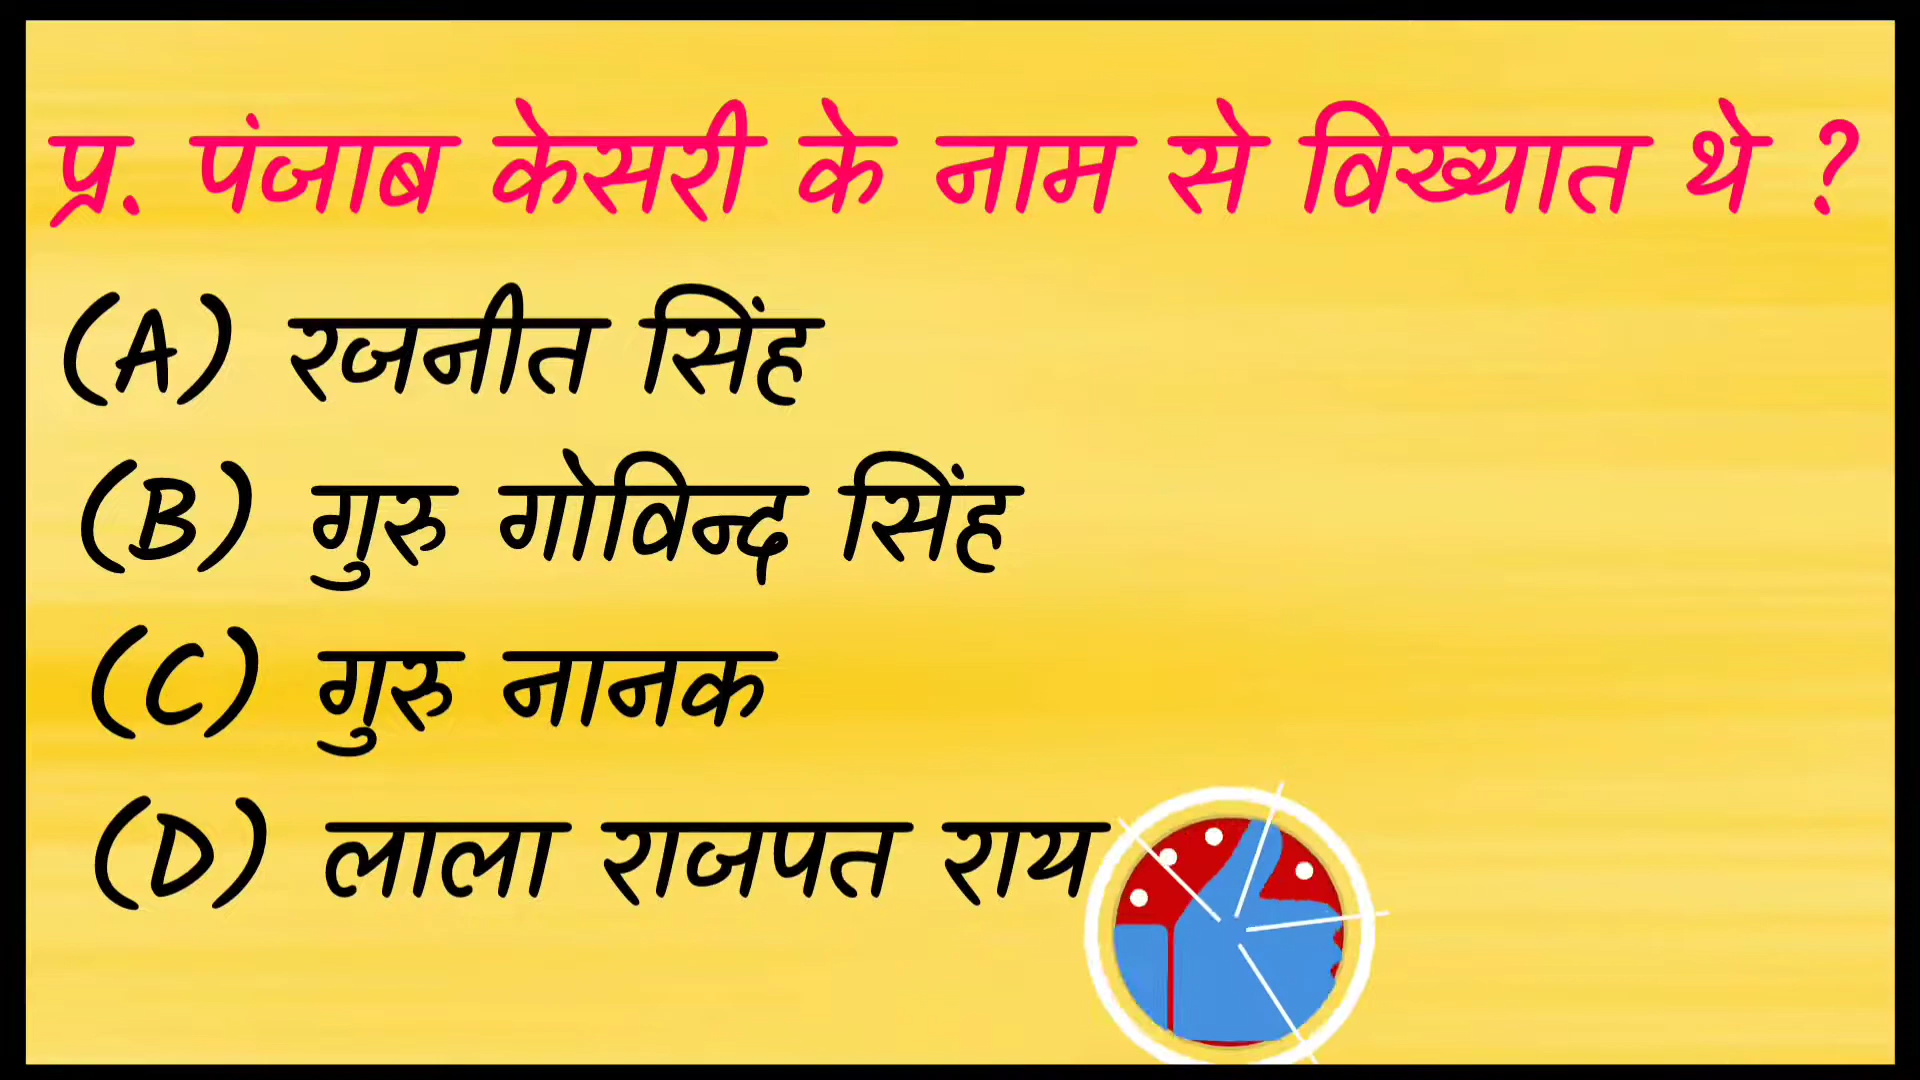 प्र. पंजाब केसरी के नाम से विख्यात थे ?
(A) रजनीत सिंह
(B) गुरु गोविन्द सिंह
(C) गुरु नानक
(D) लाला राजपत राय